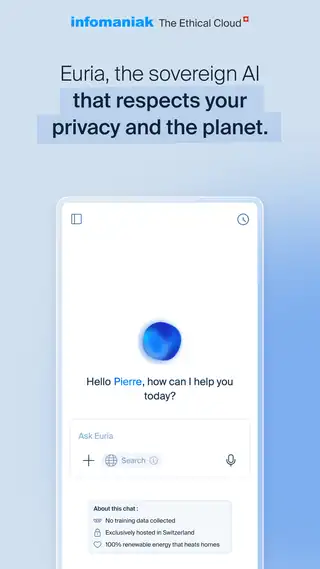 infomaniak The Ethical Cloud
Euria, the sovereign AI
that respects your
privacy and the planet.
Hello Pierre, how can I help you
today?
Ask Euria
Search
About this chat :
No training data collected
Exclusively hosted in Switzerland
100% renewable energy that heats homes